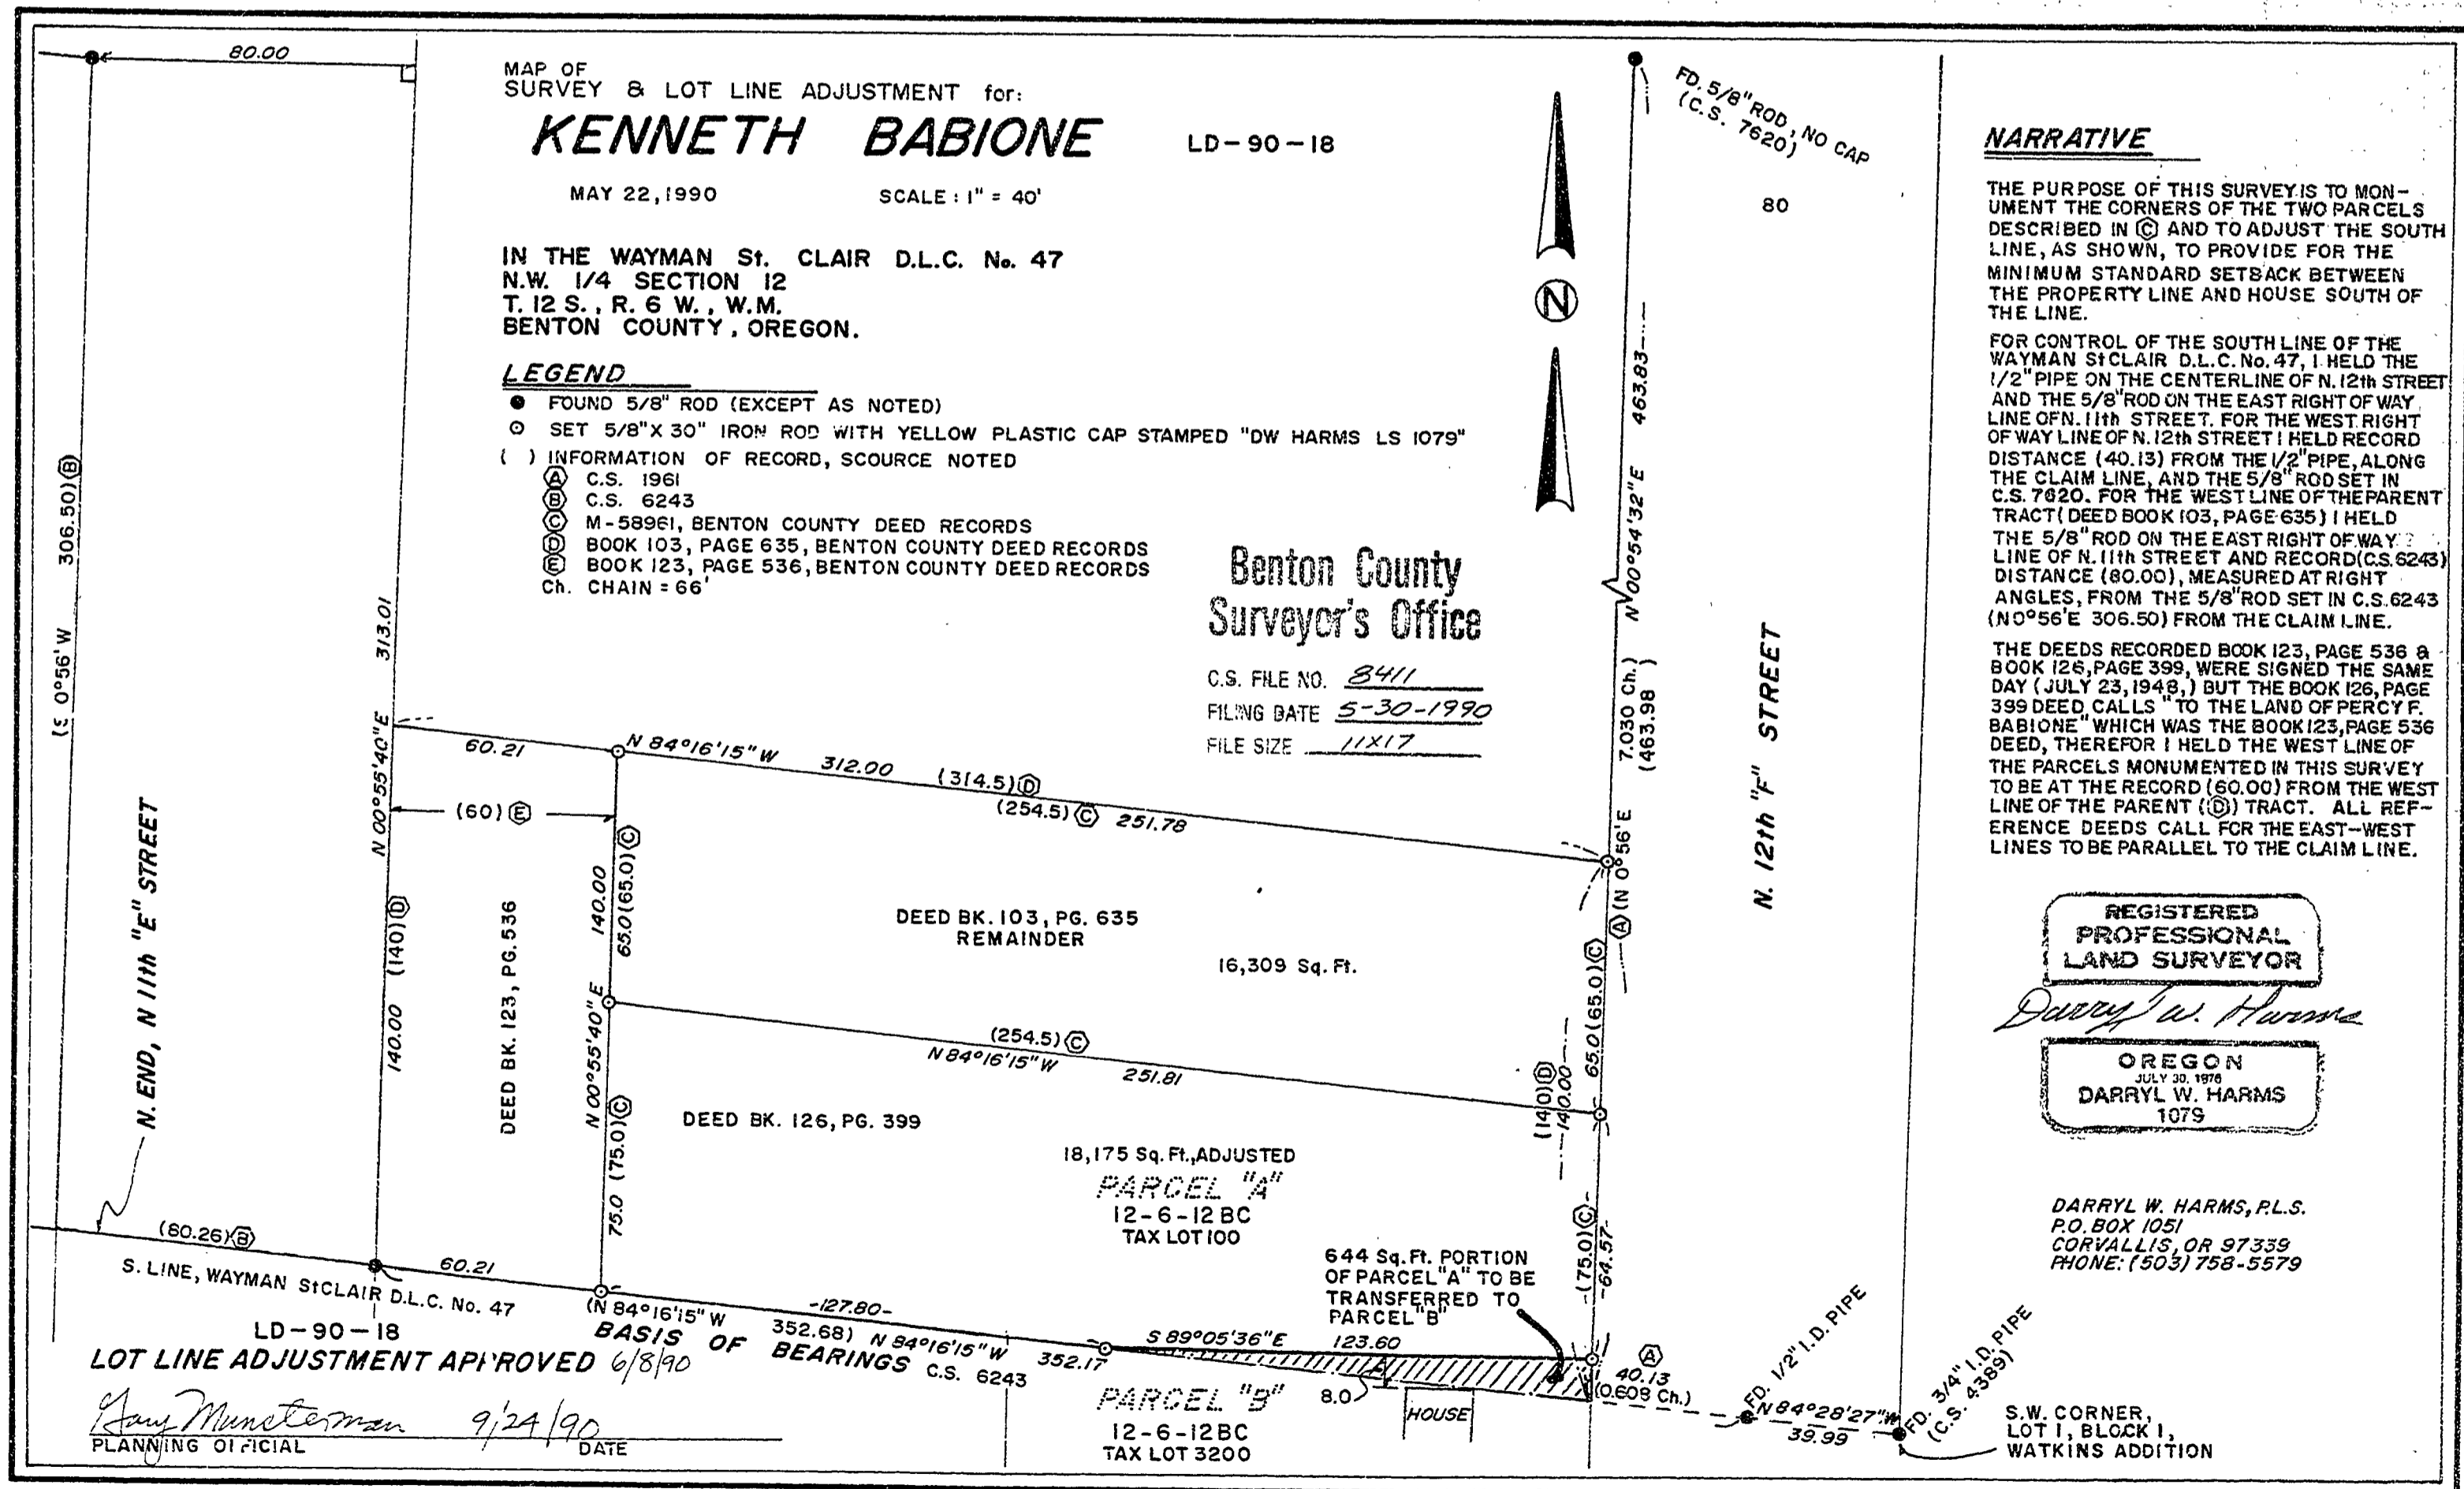 80.00
MAP OF
SURVEY & LOT LINE ADJUSTMENT for:
KENNETH BABIONE
LD-90-18
MAY 22, 1990
SCALE : 1" = 40'
IN THE WAYMAN St. CLAIR D.L.C. No. 47
N.W. 1/4 SECTION 12
T. 12 S., R. 6 W., W.M.
BENTON COUNTY, OREGON.
LEGEND
FOUND 5/8" ROD (EXCEPT AS NOTED)
SET 5/8" X 30" IRON ROD WITH YELLOW PLASTIC CAP STAMPED "DW HARMS LS 1079"
( ) INFORMATION OF RECORD, SCOURCE NOTED
A C.S. 1961
B C.S. 6243
C M-58961, BENTON COUNTY DEED RECORDS
D BOOK 103, PAGE 635, BENTON COUNTY DEED RECORDS
E BOOK 123, PAGE 536, BENTON COUNTY DEED RECORDS
Ch. CHAIN = 66'
Benton County
Surveyor's Office
C.S. FILE NO. 8411
FILING DATE 5-30-1990
FILE SIZE 11X17
N
FD. 5/8" ROD, NO CAP
(C.S. 7620)
80
(S 0°56'W 306.50) B
313.01
N 00°55'40"E
N. END, N 11th "E" STREET
60.21
N 84°16'15" W
312.00
(314.5) D
(254.5) C
251.78
(60) E
140.00 (140) D
DEED BK. 123, PG. 536
140.00
65.0 (65.0) C
N 00°55'40" E
75.0 (75.0) C
DEED BK. 103, PG. 635
REMAINDER
16,309 Sq. Ft.
(254.5) C
N 84°16'15" W
251.81
DEED BK. 126, PG. 399
18,175 Sq. Ft., ADJUSTED
PARCEL "A"
12-6-12 BC
TAX LOT 100
644 Sq. Ft. PORTION
OF PARCEL "A" TO BE
TRANSFERRED TO
PARCEL "B"
N 00°54'32"E 463.83
7.030 Ch.)
(463.98 )
A (N 0°56'E
65.0 (65.0) C
(140) D
140.00
(75.0) C
64.57
N. 12th "F" STREET
(80.26) B
S. LINE, WAYMAN StCLAIR D.L.C. No. 47
60.21
(N 84°16'15" W
352.68)
-127.80-
N 84°16'15" W
352.17
BASIS OF BEARINGS C.S. 6243
S 89°05'36"E 123.60
8.0
HOUSE
PARCEL "B"
12-6-12BC
TAX LOT 3200
A
40.13
(0.608 Ch.)
FD. 1/2" I.D. PIPE
N 84°28'27"W
39.99
FD. 3/4" I.D. PIPE
(C.S. 4389)
S.W. CORNER,
LOT 1, BLOCK 1,
WATKINS ADDITION
LD-90-18
LOT LINE ADJUSTMENT APPROVED 6/8/90
Gary Munsterman 9/24/90
PLANNING OFFICIAL DATE
NARRATIVE
THE PURPOSE OF THIS SURVEY IS TO MON-
UMENT THE CORNERS OF THE TWO PARCELS
DESCRIBED IN C AND TO ADJUST THE SOUTH
LINE, AS SHOWN, TO PROVIDE FOR THE
MINIMUM STANDARD SETBACK BETWEEN
THE PROPERTY LINE AND HOUSE SOUTH OF
THE LINE.
FOR CONTROL OF THE SOUTH LINE OF THE
WAYMAN StCLAIR D.L.C. No. 47, I HELD THE
1/2" PIPE ON THE CENTERLINE OF N. 12th STREET
AND THE 5/8" ROD ON THE EAST RIGHT OF WAY
LINE OF N. 11th STREET. FOR THE WEST RIGHT
OF WAY LINE OF N. 12th STREET I HELD RECORD
DISTANCE (40.13) FROM THE 1/2" PIPE, ALONG
THE CLAIM LINE, AND THE 5/8" ROD SET IN
C.S. 7620. FOR THE WEST LINE OF THE PARENT
TRACT (DEED BOOK 103, PAGE 635) I HELD
THE 5/8" ROD ON THE EAST RIGHT OF WAY
LINE OF N. 11th STREET AND RECORD (C.S. 6243)
DISTANCE (80.00), MEASURED AT RIGHT
ANGLES, FROM THE 5/8" ROD SET IN C.S. 6243
(N0°56'E 306.50) FROM THE CLAIM LINE.
THE DEEDS RECORDED BOOK 123, PAGE 536 &
BOOK 126, PAGE 399, WERE SIGNED THE SAME
DAY (JULY 23, 1948,) BUT THE BOOK 126, PAGE
399 DEED CALLS "TO THE LAND OF PERCY F.
BABIONE" WHICH WAS THE BOOK 123, PAGE 536
DEED, THEREFOR I HELD THE WEST LINE OF
THE PARCELS MONUMENTED IN THIS SURVEY
TO BE AT THE RECORD (60.00) FROM THE WEST
LINE OF THE PARENT (D) TRACT. ALL REF-
ERENCE DEEDS CALL FOR THE EAST-WEST
LINES TO BE PARALLEL TO THE CLAIM LINE.
REGISTERED
PROFESSIONAL
LAND SURVEYOR
Darryl W. Harms
OREGON
JULY 30, 1976
DARRYL W. HARMS
1079
DARRYL W. HARMS, P.L.S.
P.O. BOX 1051
CORVALLIS, OR 97339
PHONE: (503) 758-5579